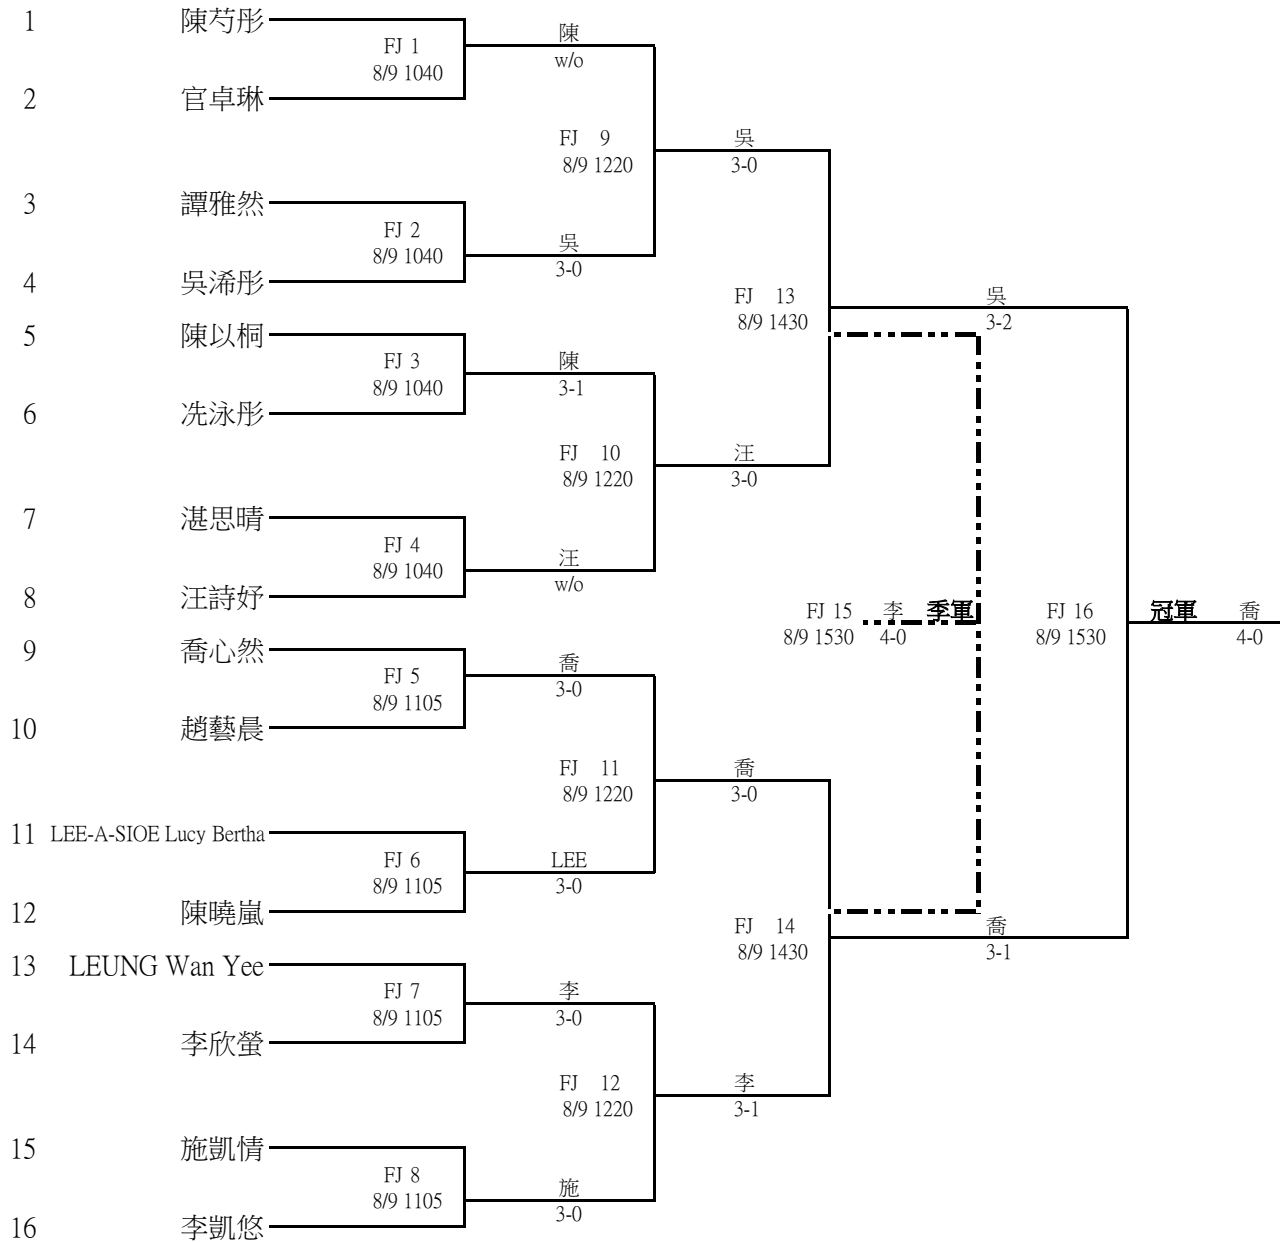 1 陳芍彤
陳
FJ 1
8/9 1040
w/o
2 官卓琳
FJ 9
8/9 1220
吳
3-0
3 譚雅然
FJ 2
8/9 1040
吳
3-0
4 吳浠彤
FJ 13
8/9 1430
吳
3-2
5 陳以桐
FJ 3
8/9 1040
陳
3-1
6 冼泳彤
FJ 10
8/9 1220
汪
3-0
7 湛思晴
FJ 4
8/9 1040
汪
w/o
8 汪詩妤
FJ 15
8/9 1530
李
4-0
季軍
FJ 16
8/9 1530
冠軍
喬
4-0
9 喬心然
FJ 5
8/9 1105
喬
3-0
10 趙藝晨
FJ 11
8/9 1220
喬
3-0
11 LEE-A-SIOE Lucy Bertha
FJ 6
8/9 1105
LEE
3-0
12 陳曉嵐
FJ 14
8/9 1430
喬
3-1
13 LEUNG Wan Yee
FJ 7
8/9 1105
李
3-0
14 李欣螢
FJ 12
8/9 1220
李
3-1
15 施凱情
FJ 8
8/9 1105
施
3-0
16 李凱悠